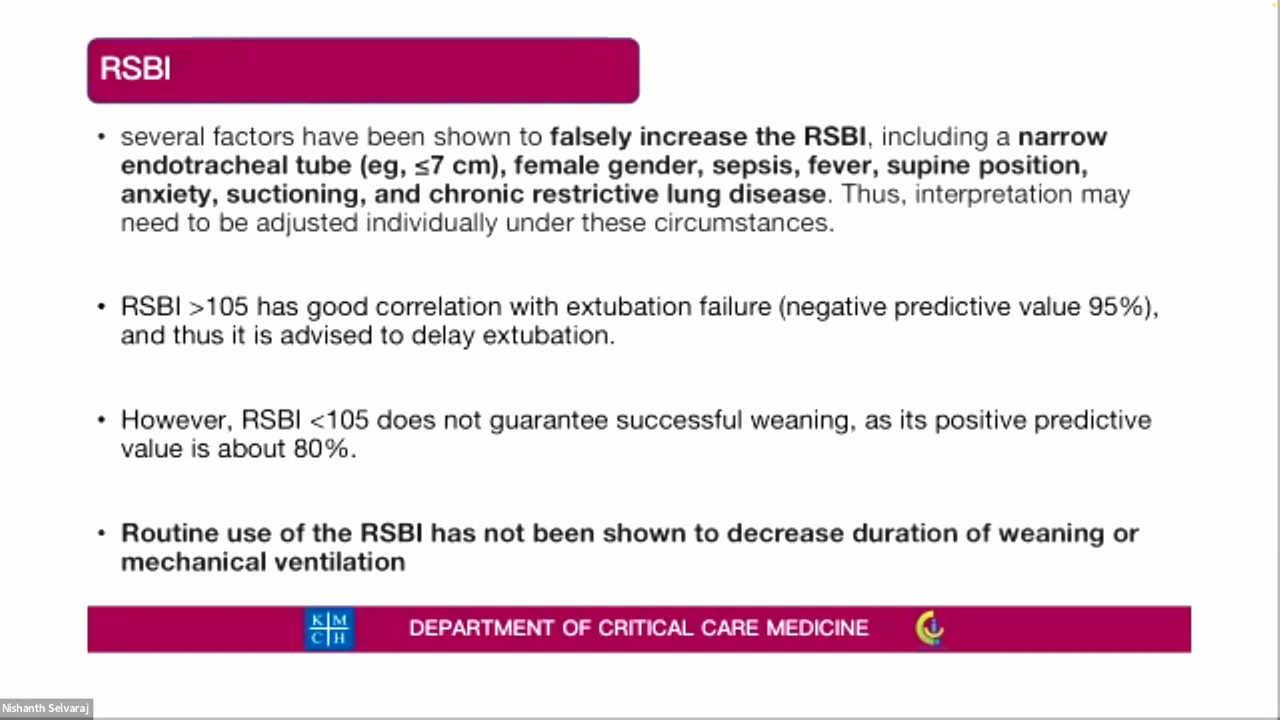 RSBI
• several factors have been shown to falsely increase the RSBI, including a narrow
endotracheal tube (eg, ≤7 cm), female gender, sepsis, fever, supine position,
anxiety, suctioning, and chronic restrictive lung disease. Thus, interpretation may
need to be adjusted individually under these circumstances.
• RSBI >105 has good correlation with extubation failure (negative predictive value 95%),
and thus it is advised to delay extubation.
• However, RSBI <105 does not guarantee successful weaning, as its positive predictive
value is about 80%.
• Routine use of the RSBI has not been shown to decrease duration of weaning or
mechanical ventilation
K M
C H
DEPARTMENT OF CRITICAL CARE MEDICINE
Nishanth Selvaraj